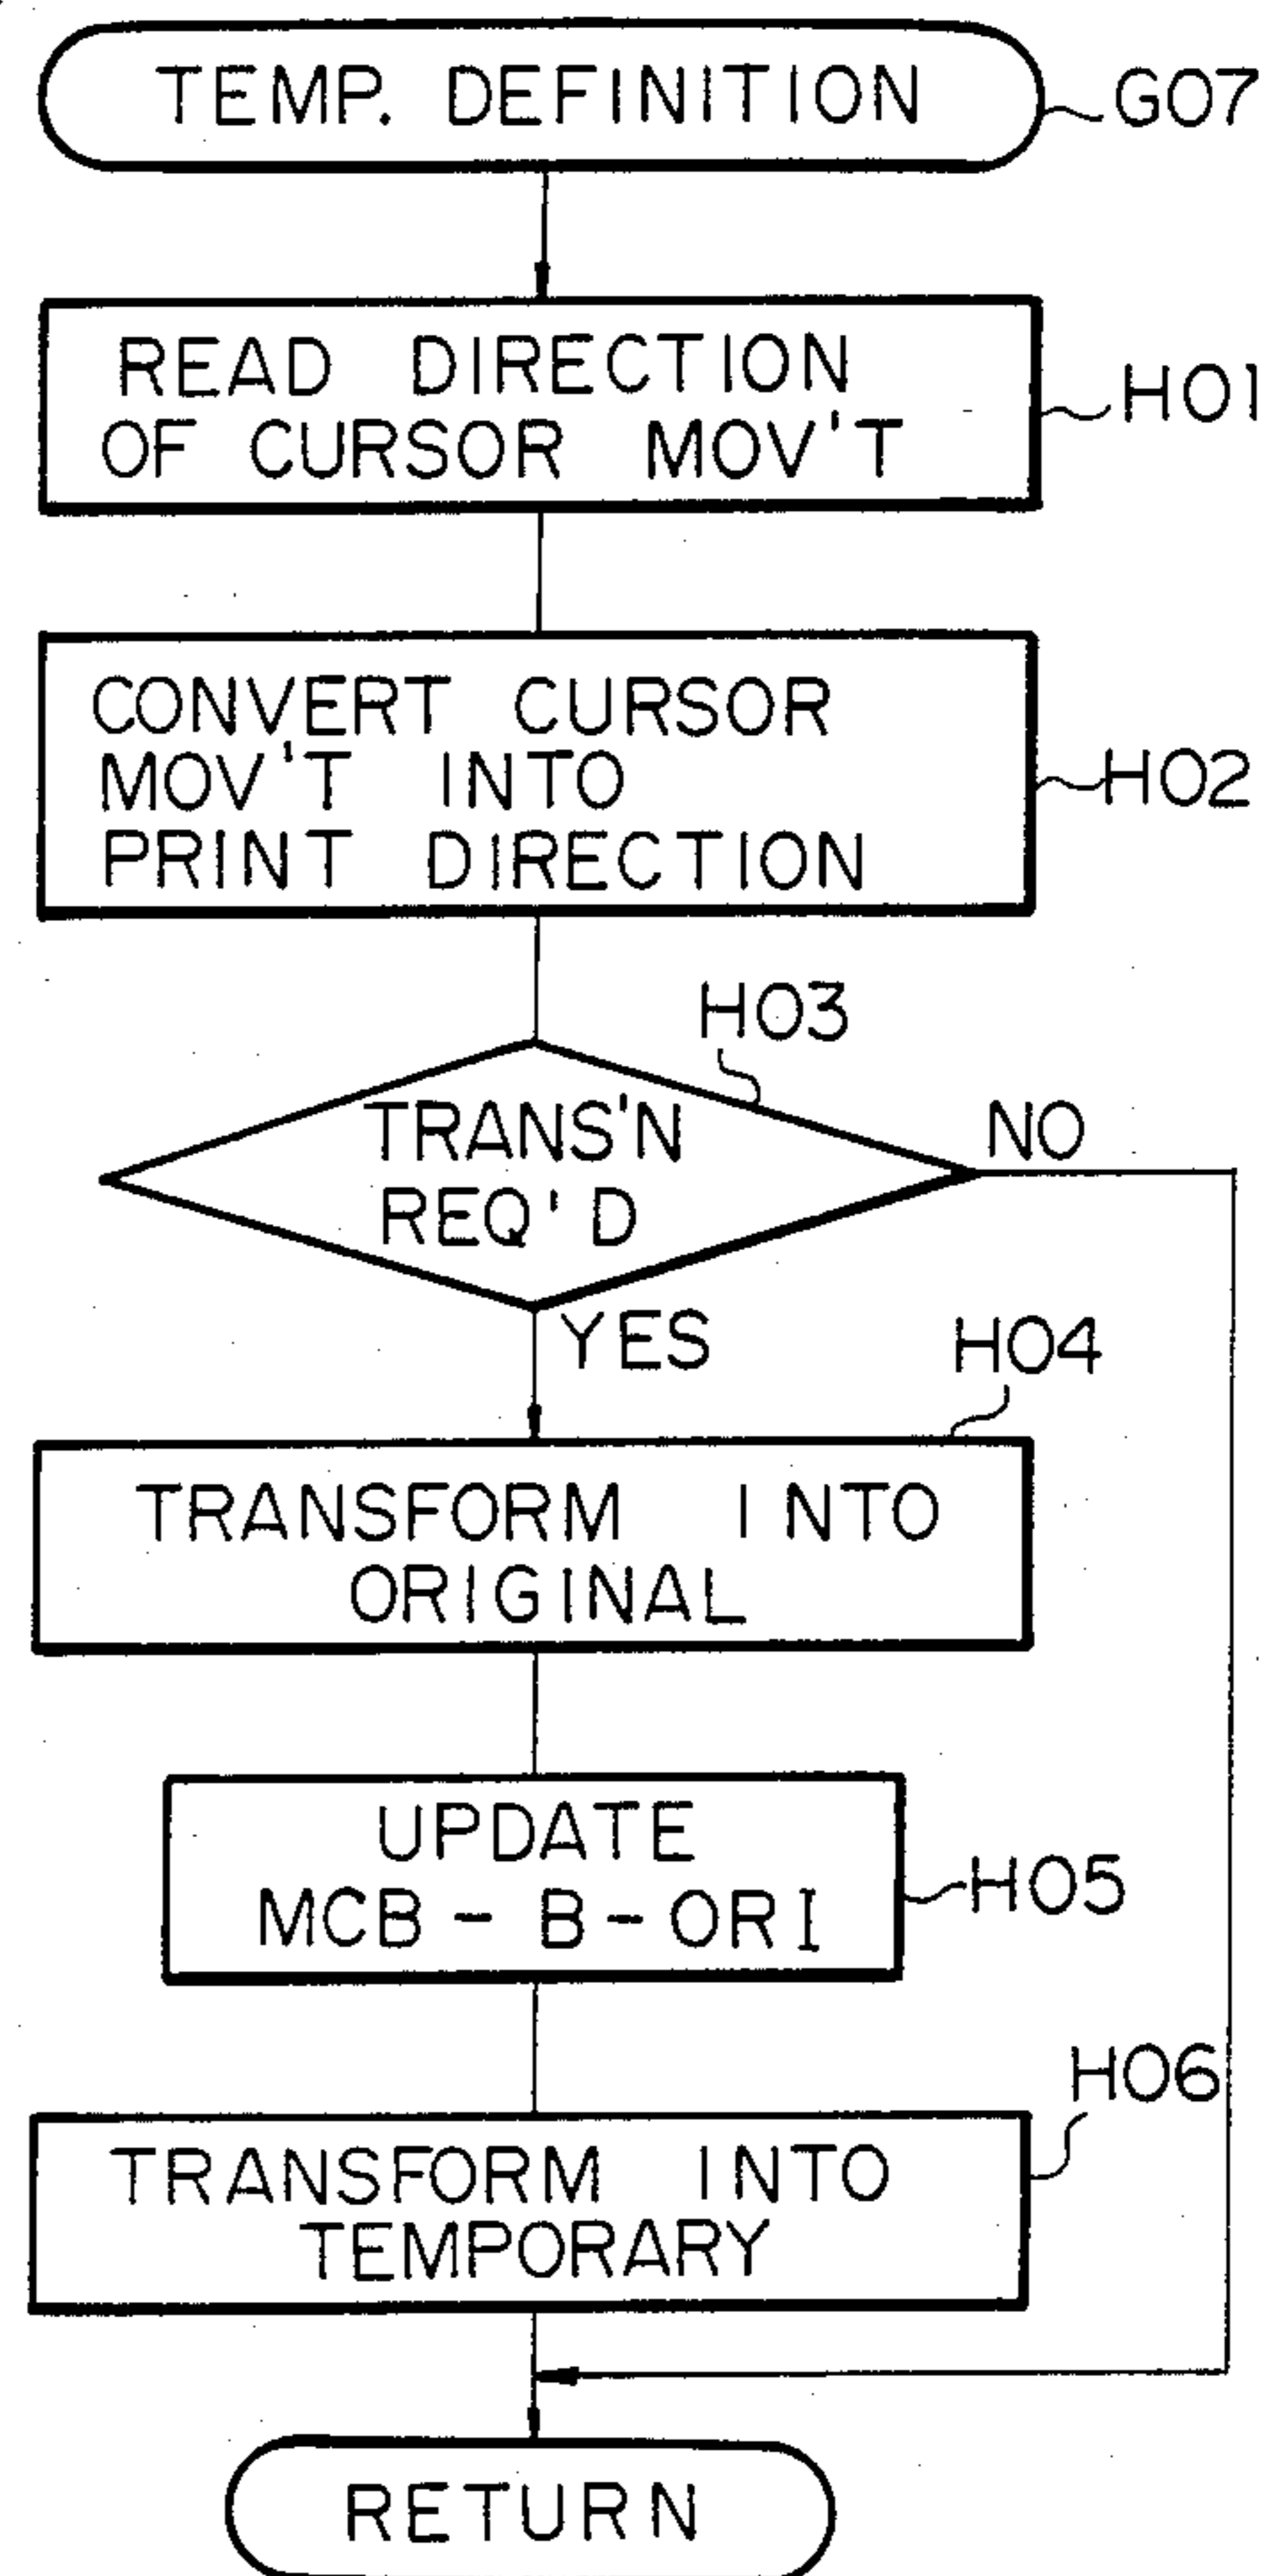 TEMP. DEFINITION
G07
READ DIRECTION
OF CURSOR MOV'T
H01
CONVERT CURSOR
MOV'T INTO
PRINT DIRECTION
H02
H03
TRANS'N
REQ'D
NO
YES
H04
TRANSFORM INTO
ORIGINAL
UPDATE
MCB - B - ORI
H05
H06
TRANSFORM INTO
TEMPORARY
RETURN